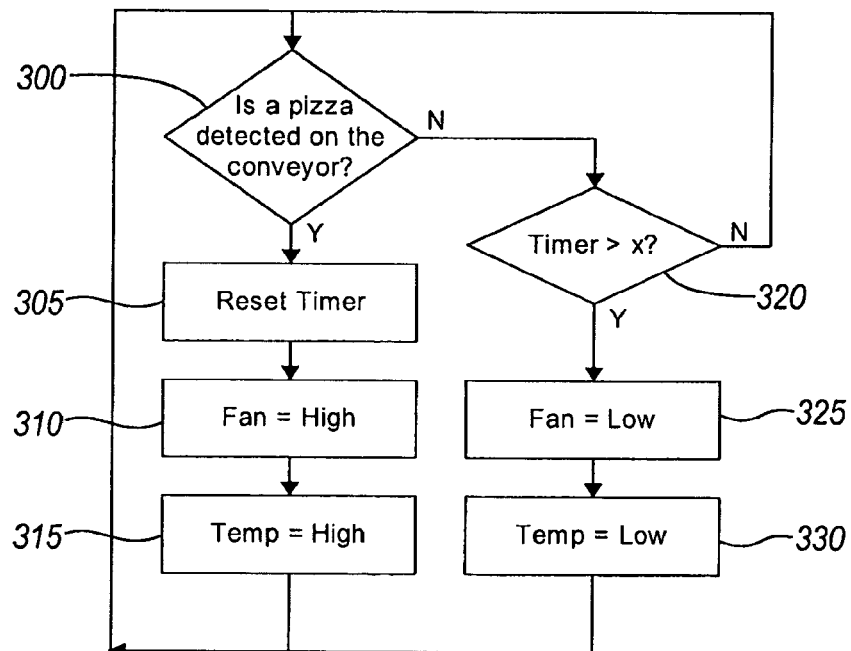 300
Is a pizza
detected on the
conveyor?
N
Y
Timer > x?
N
320
Y
305
Reset Timer
310
Fan = High
Fan = Low
325
315
Temp = High
Temp = Low
330